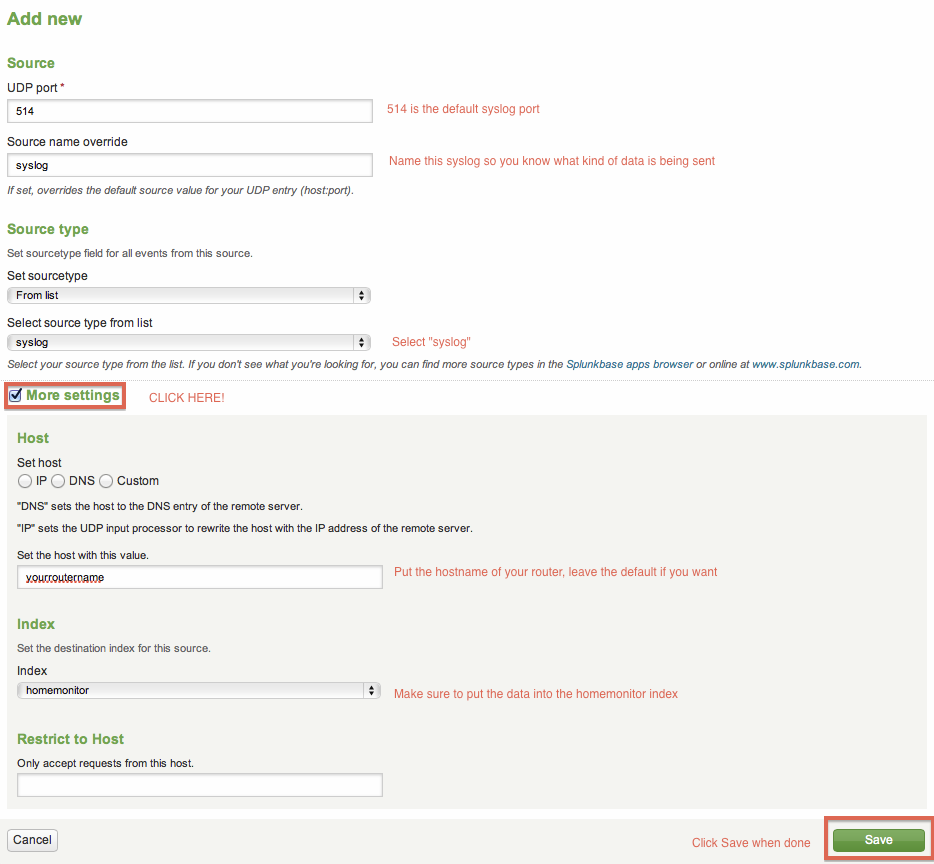 Add new
Source
UDP port *
514
514 is the default syslog port
Source name override
syslog
Name this syslog so you know what kind of data is being sent
If set, overrides the default source value for your UDP entry (host:port).
Source type
Set sourcetype field for all events from this source.
Set sourcetype
From list
Select source type from list
syslog
Select "syslog"
Select your source type from the list. If you don't see what you're looking for, you can find more source types in the Splunkbase apps browser or online at www.splunkbase.com.
More settings
CLICK HERE!
Host
Set host
IP DNS Custom
"DNS" sets the host to the DNS entry of the remote server.
"IP" sets the UDP input processor to rewrite the host with the IP address of the remote server.
Set the host with this value.
yourroutername
Put the hostname of your router, leave the default if you want
Index
Set the destination index for this source.
Index
homemonitor
Make sure to put the data into the homemonitor index
Restrict to Host
Only accept requests from this host.
Cancel
Click Save when done
Save